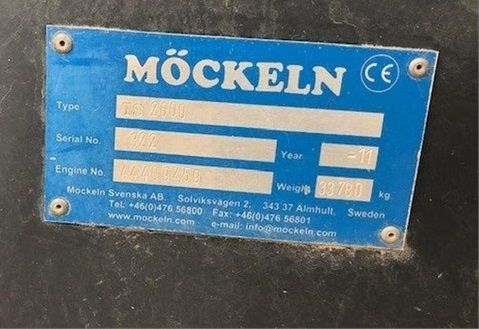 MÖCKELN CE
Type TS 2600
Serial No. 922 Year -11
Engine No. Weight 33780 kg
Möckeln Svenska AB. Solviksvägen 2, 343 37 Älmhult. Sweden
Tel: +46(0)476 56800 Fax: +46(0)476 56801
www.mockeln.com e-mail: info@mockeln.com